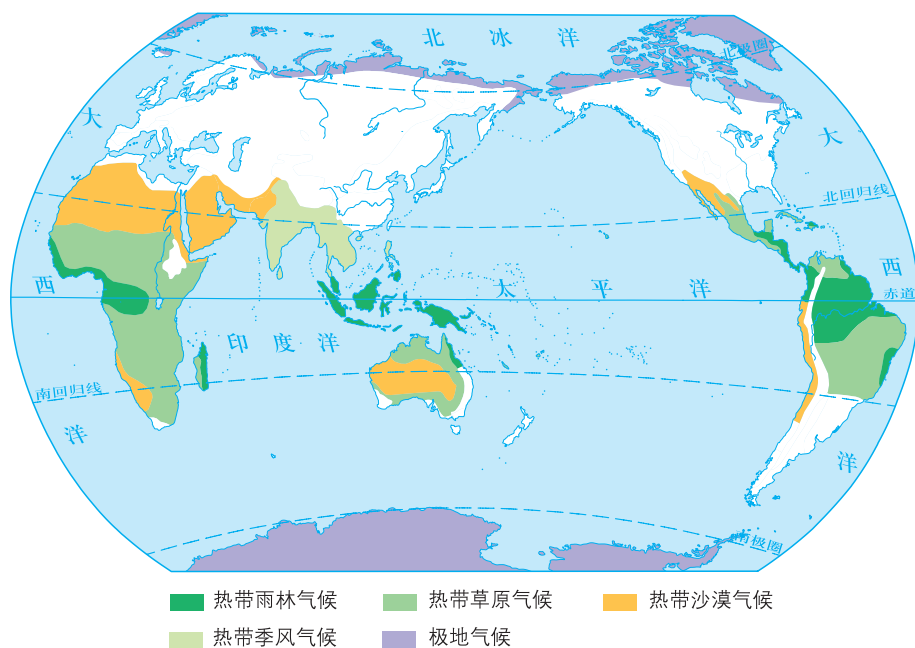 北冰洋
北极圈
大
大
北回归线
西
西
太平洋
赤道
印度洋
南回归线
洋
洋
南极圈
热带雨林气候
热带草原气候
热带沙漠气候
热带季风气候
极地气候